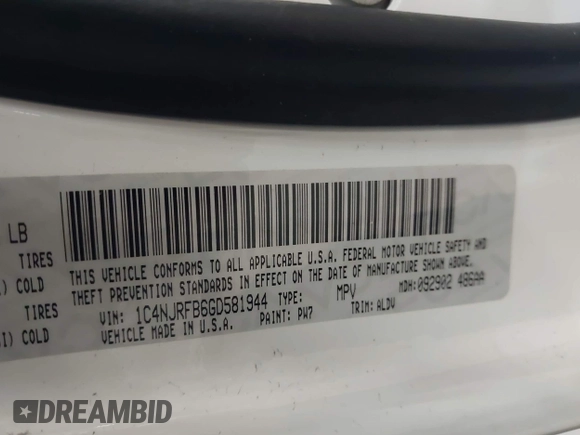 LB
TIRES
) COLD
TIRES
I) COLD
THIS VEHICLE CONFORMS TO ALL APPLICABLE U.S.A. FEDERAL MOTOR VEHICLE SAFETY AND
THEFT PREVENTION STANDARDS IN EFFECT ON THE DATE OF MANUFACTURE SHOWN ABOVE.
VIN: 1C4NJRFB6GD581944 TYPE: MPV MDH:092902 486AA
VEHICLE MADE IN U.S.A. PAINT: PW7 TRIM: ALDV
DREAMBID